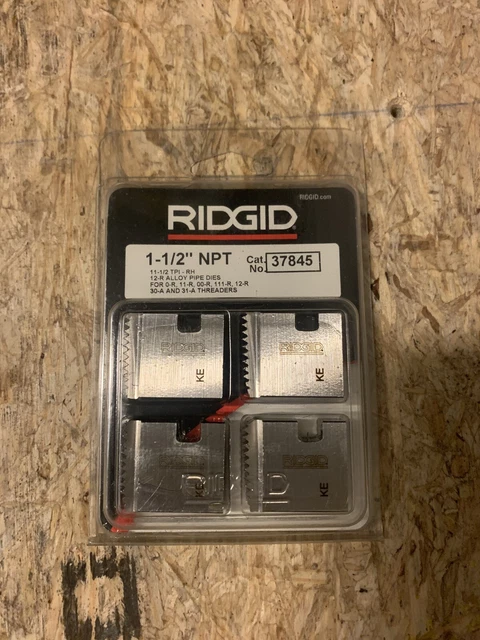 RIDGID.com
RIDGID
1-1/2" NPT
Cat. No. 37845
11-1/2 TPI - RH
12-R ALLOY PIPE DIES
FOR 0-R, 11-R, 00-R, 111-R, 12-R
30-A AND 31-A THREADERS
RIDGID
KE
RIDGID
KE
KE
RIDGID
KE